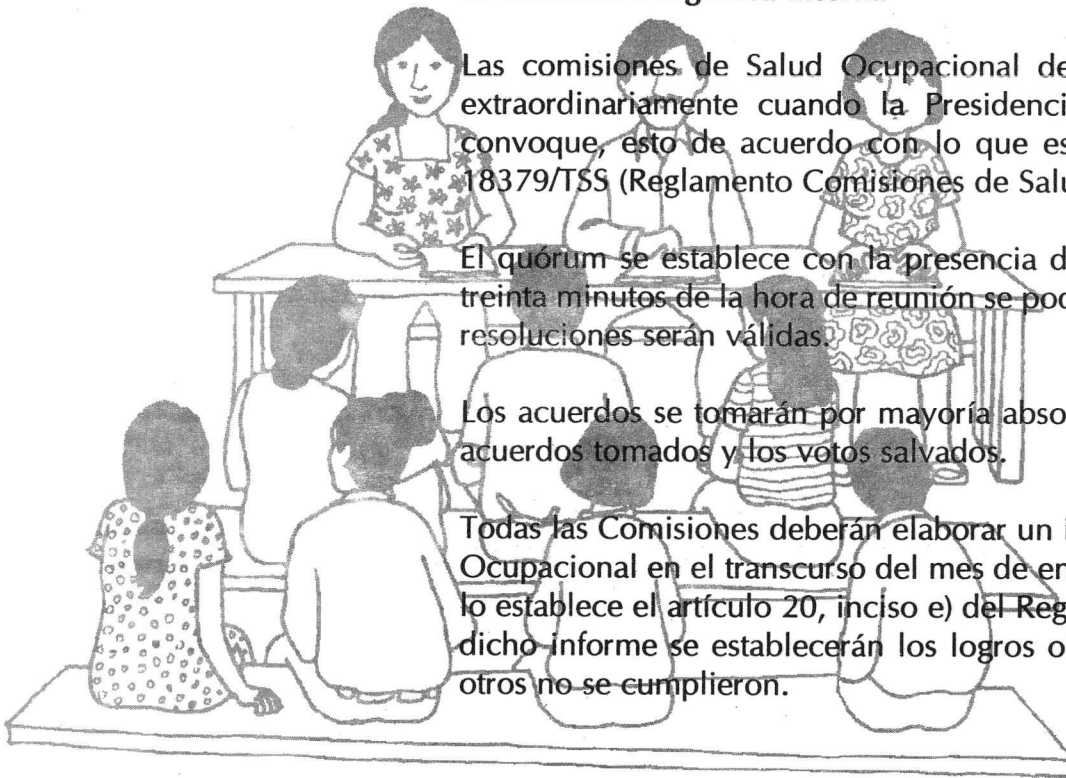 Las comisiones de Salud Ocupacional de
extraordinariamente cuando la Presidenci
convoque, esto de acuerdo con lo que es
18379/TSS (Reglamento Comisiones de Salu
El quórum se establece con la presencia d
treinta minutos de la hora de reunión se pod
resoluciones serán válidas.
Los acuerdos se tomarán por mayoría abso
acuerdos tomados y los votos salvados.
Todas las Comisiones deberán elaborar un i
Ocupacional en el transcurso del mes de en
lo establece el artículo 20, inciso e) del Reg
dicho informe se establecerán los logros o
otros no se cumplieron.